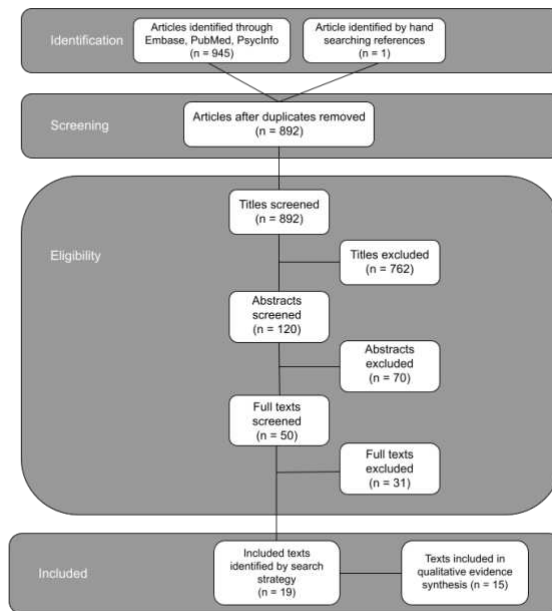 Identification
Articles identified through
Embase, PubMed, PsycInfo
(n = 945)
Article identified by hand
searching references
(n = 1)
Screening
Articles after duplicates removed
(n = 892)
Eligibility
Titles screened
(n = 892)
Titles excluded
(n = 762)
Abstracts
screened
(n = 120)
Abstracts
excluded
(n = 70)
Full texts
screened
(n = 50)
Full texts
excluded
(n = 31)
Included
Included texts
identified by search
strategy
(n = 19)
Texts included in
qualitative evidence
synthesis (n = 15)